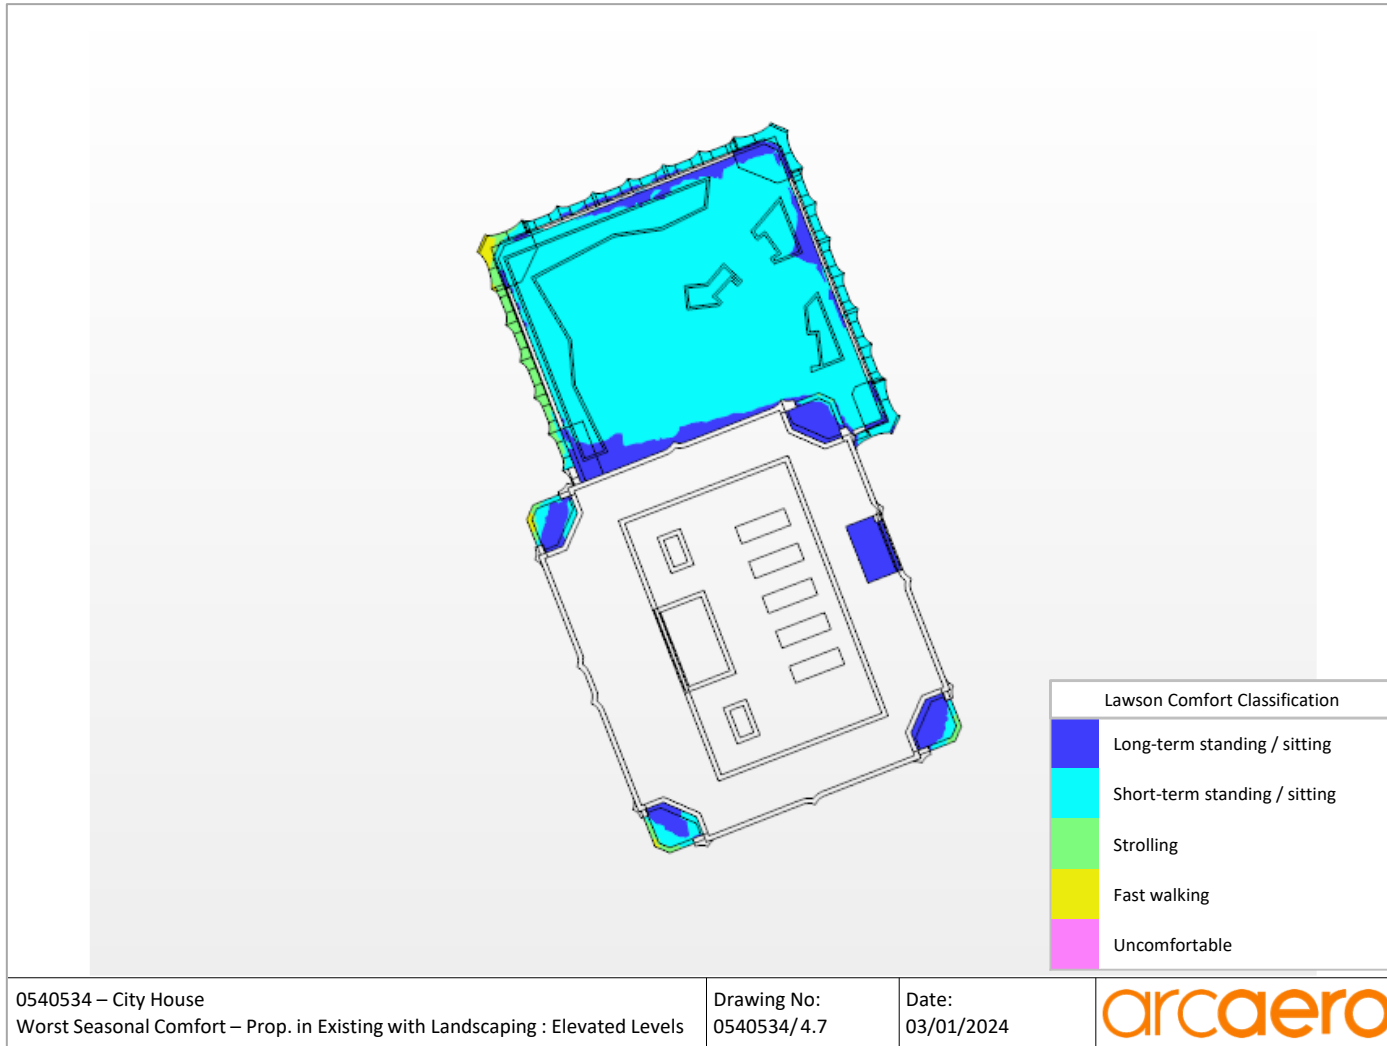 Lawson Comfort Classification
Long-term standing / sitting
Short-term standing / sitting
Strolling
Fast walking
Uncomfortable
0540534 – City House
Worst Seasonal Comfort – Prop. in Existing with Landscaping : Elevated Levels
Drawing No:
0540534/4.7
Date:
03/01/2024
arcaero